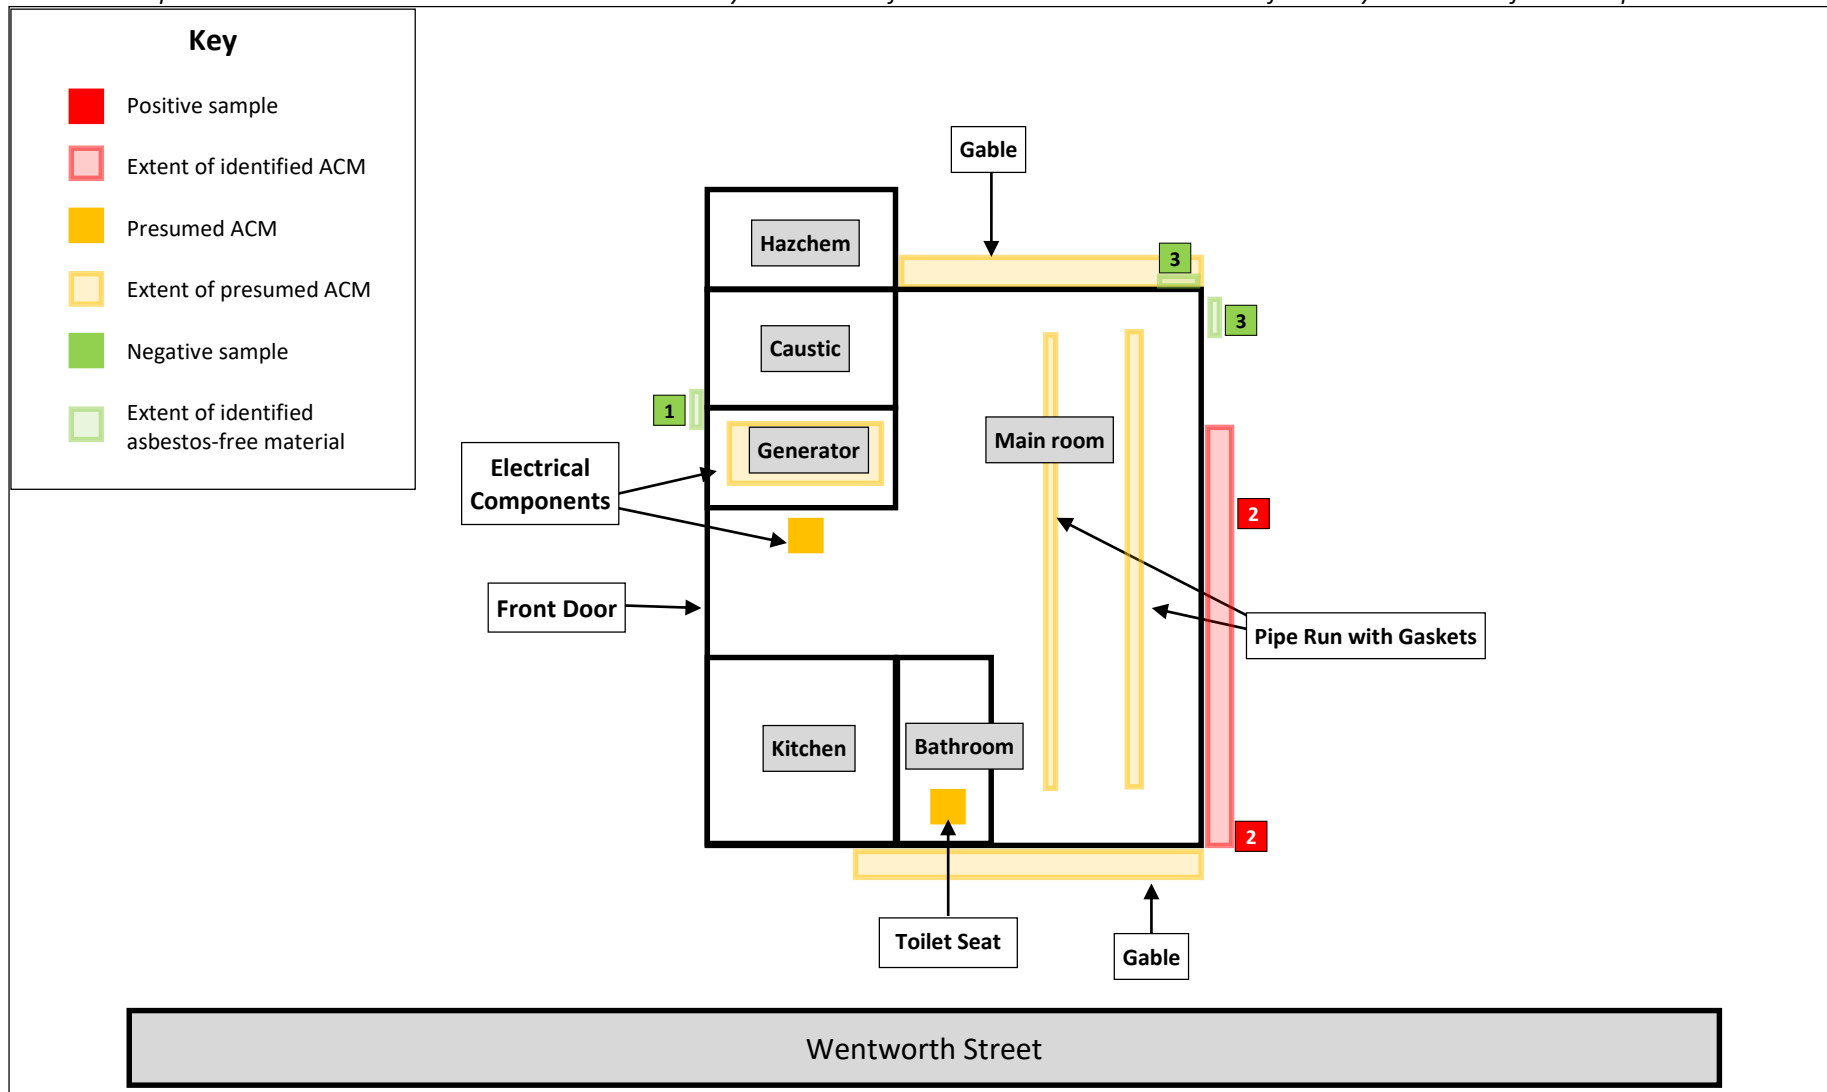 Key
Positive sample
Extent of identified ACM
Presumed ACM
Extent of presumed ACM
Negative sample
Extent of identified
asbestos-free material
Gable
Hazchem
3
3
Caustic
1
Main room
Generator
Electrical
Components
2
Front Door
Pipe Run with Gaskets
Kitchen
Bathroom
2
Toilet Seat
Gable
Wentworth Street